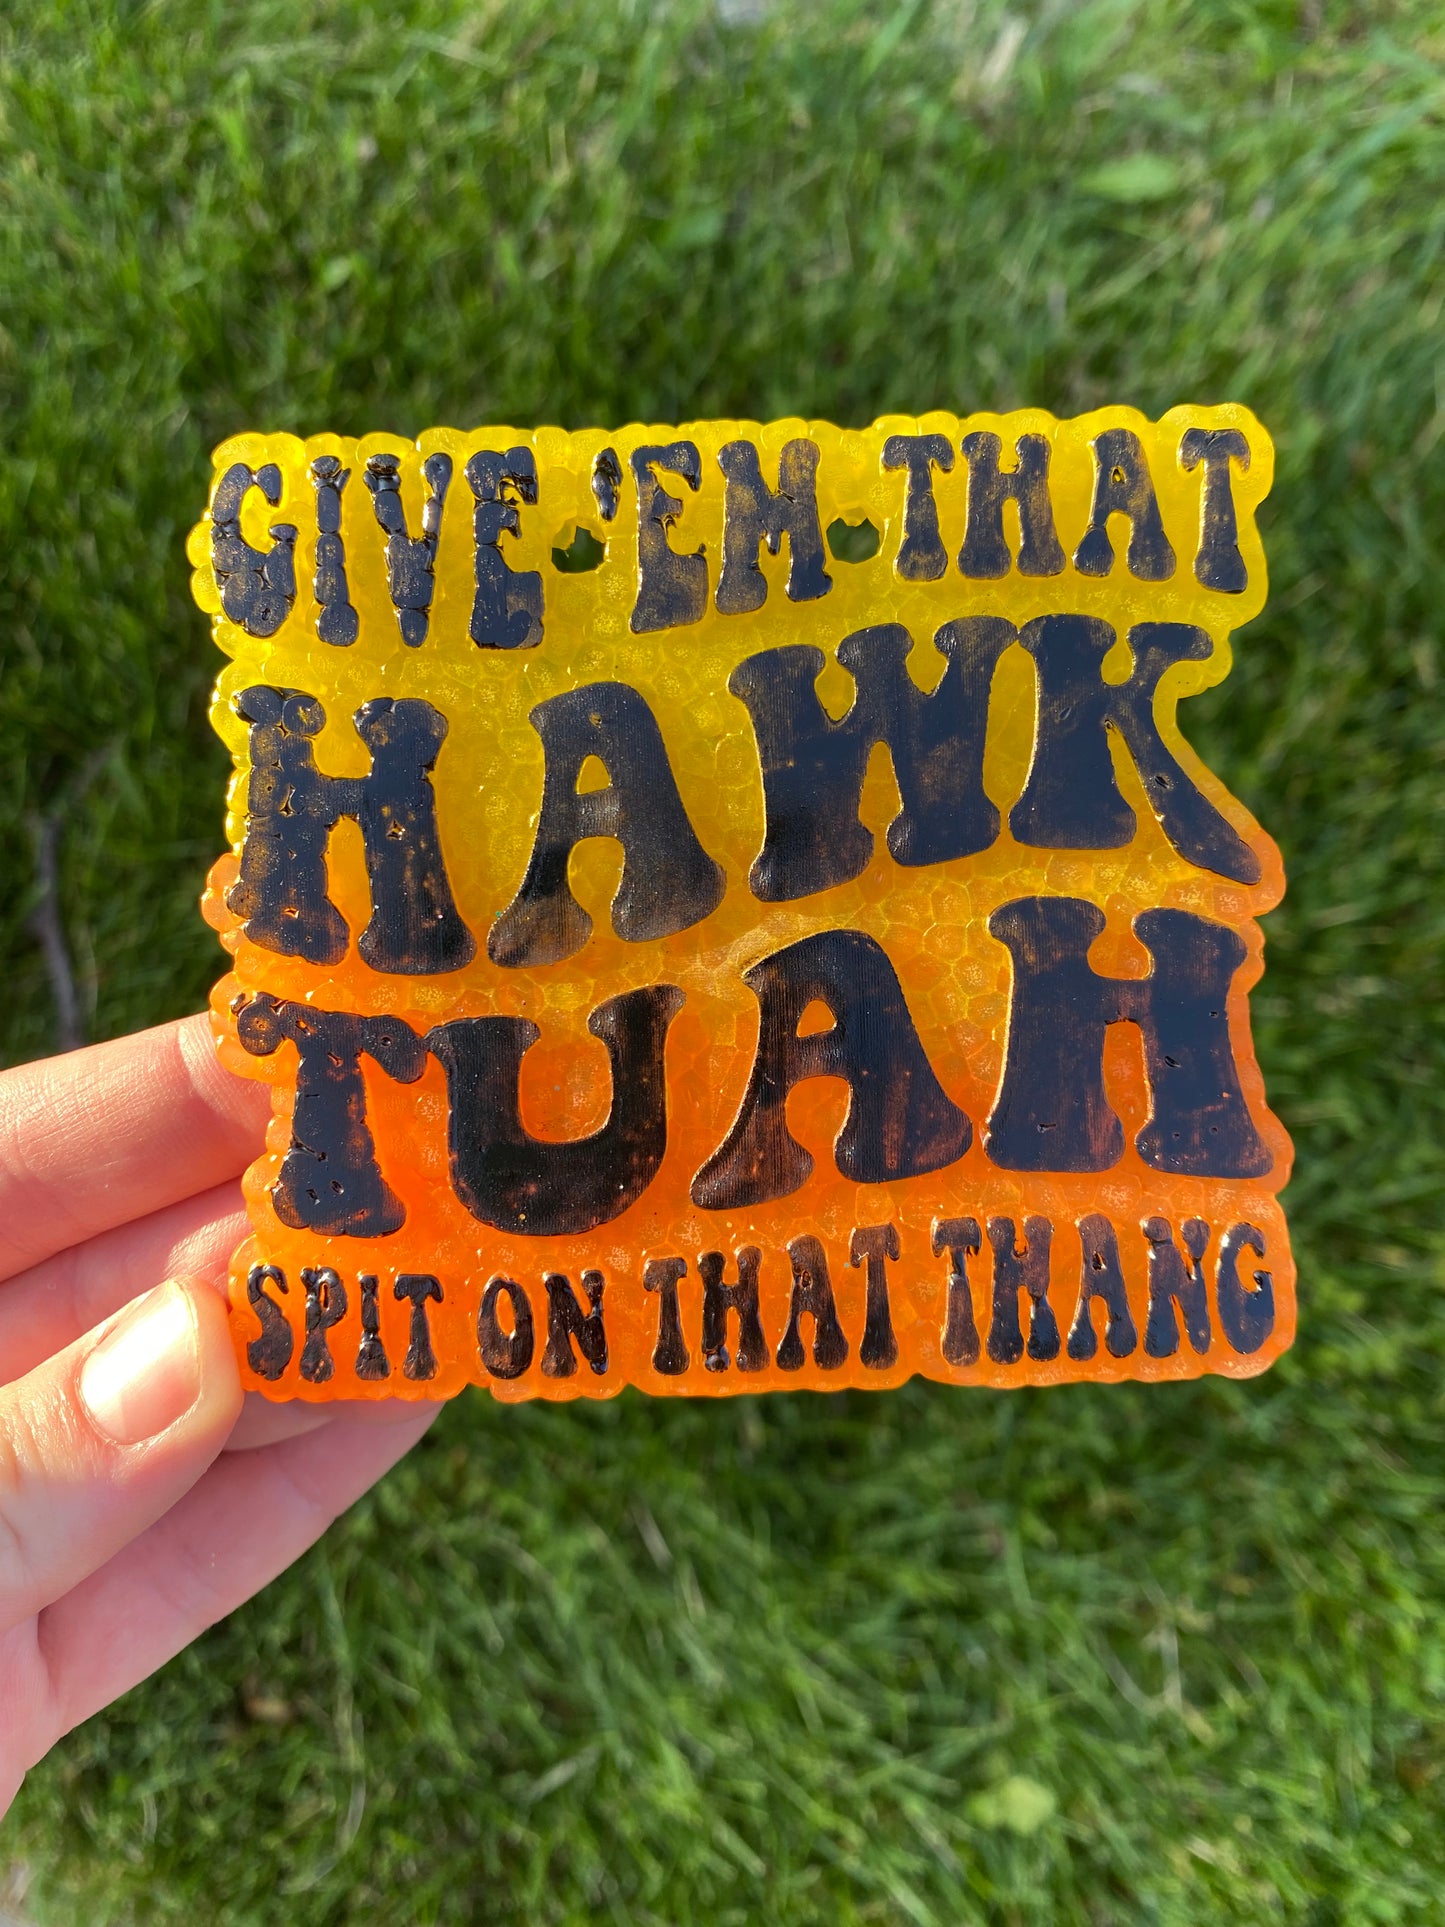 GIVE 'EM THAT
HAWK
TUAH
SPIT ON THAT THANG